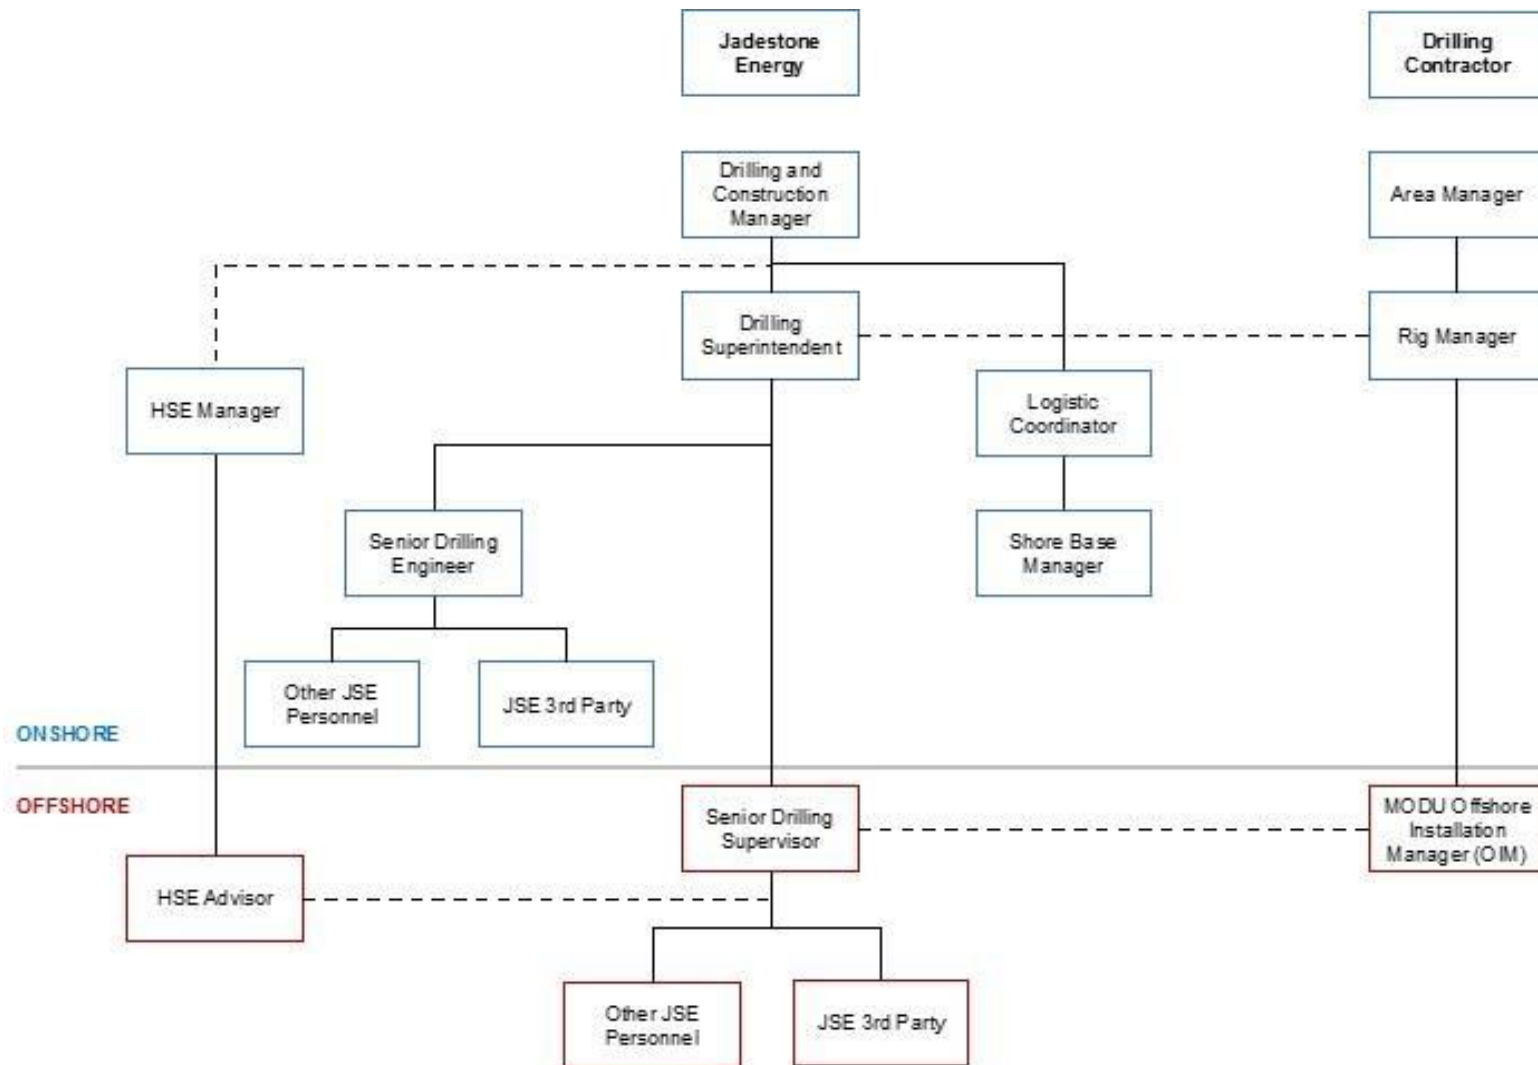 Jadestone
Energy
Drilling
Contractor
Drilling and
Construction
Manager
Area Manager
Drilling
Superintendent
Rig Manager
HSE Manager
Logistic
Coordinator
Senior Drilling
Engineer
Shore Base
Manager
Other JSE
Personnel
JSE 3rd Party
ONSHORE
OFFSHORE
Senior Drilling
Supervisor
MODU Offshore
Installation
Manager (OIM)
HSE Advisor
Other JSE
Personnel
JSE 3rd Party